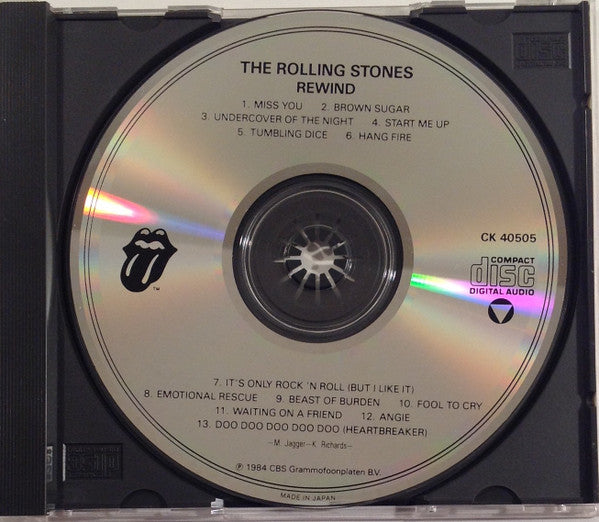 THE ROLLING STONES
REWIND
1. MISS YOU 2. BROWN SUGAR
3. UNDERCOVER OF THE NIGHT 4. START ME UP
5. TUMBLING DICE 6. HANG FIRE
CK 40505
COMPACT
disc
DIGITAL AUDIO
TM
7. IT'S ONLY ROCK 'N ROLL (BUT I LIKE IT)
8. EMOTIONAL RESCUE 9. BEAST OF BURDEN 10. FOOL TO CRY
11. WAITING ON A FRIEND 12. ANGIE
13. DOO DOO DOO DOO DOO (HEARTBREAKER)
–M. Jagger–K. Richards–
℗ 1984 CBS Grammofoonplaten B.V.
MADE IN JAPAN